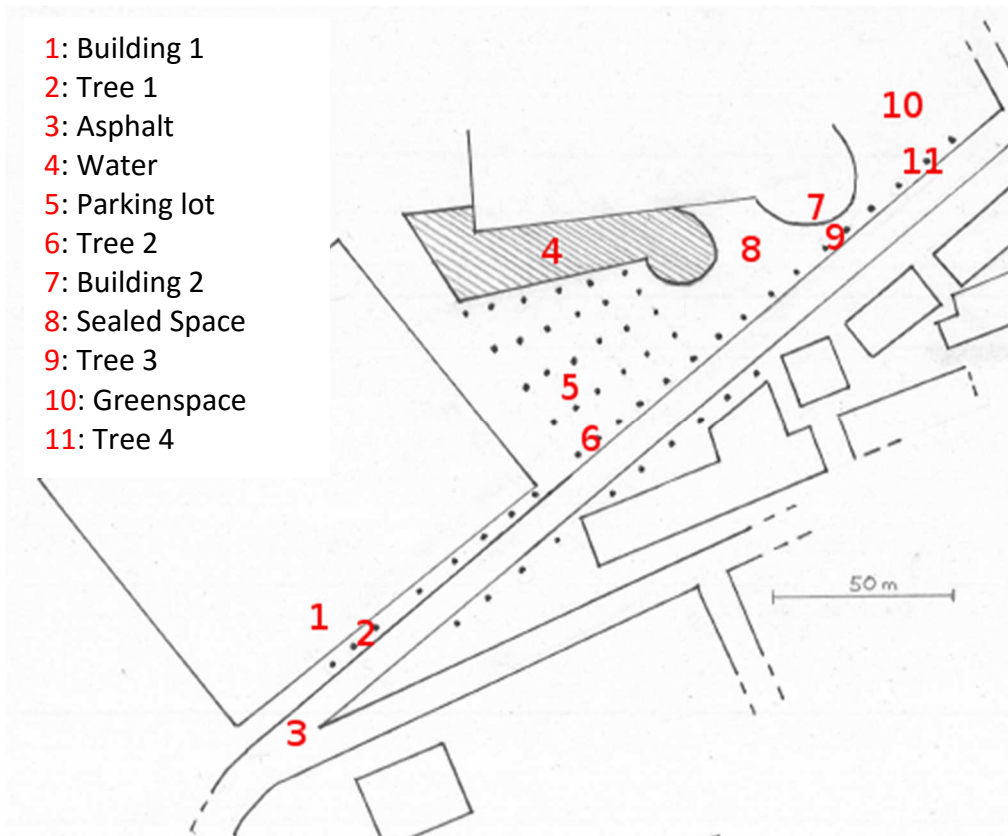 1: Building 1
2: Tree 1
3: Asphalt
4: Water
5: Parking lot
6: Tree 2
7: Building 2
8: Sealed Space
9: Tree 3
10: Greenspace
11: Tree 4
10
11
7
9
4
8
5
6
50 m
1
2
3